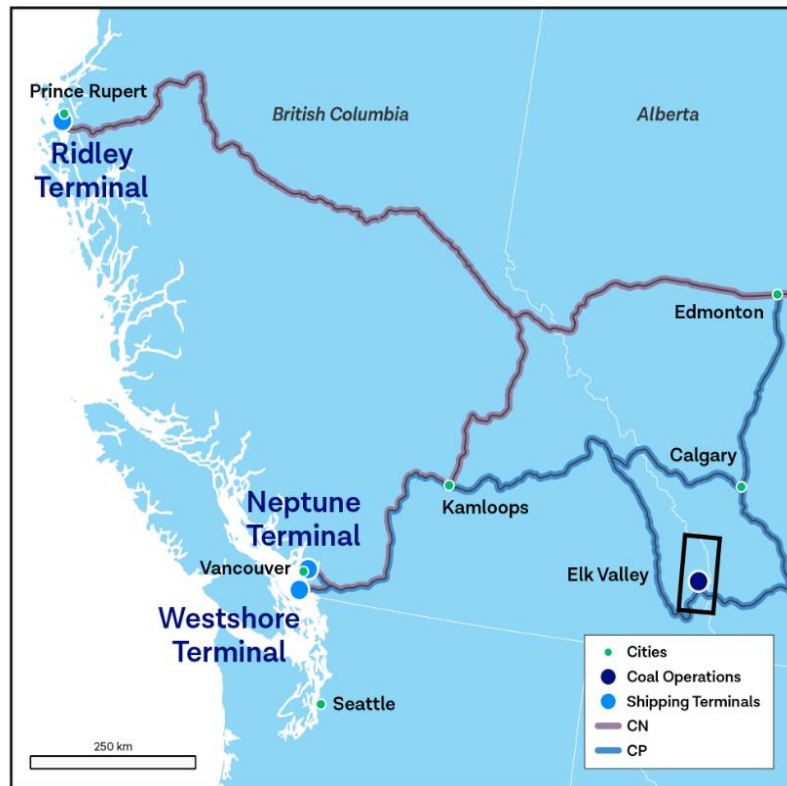 Prince Rupert
British Columbia
Alberta
Ridley
Terminal
Edmonton
Calgary
Neptune
Terminal
Kamloops
Vancouver
Elk Valley
Westshore
Terminal
Seattle
Cities
Coal Operations
Shipping Terminals
CN
CP
250 km